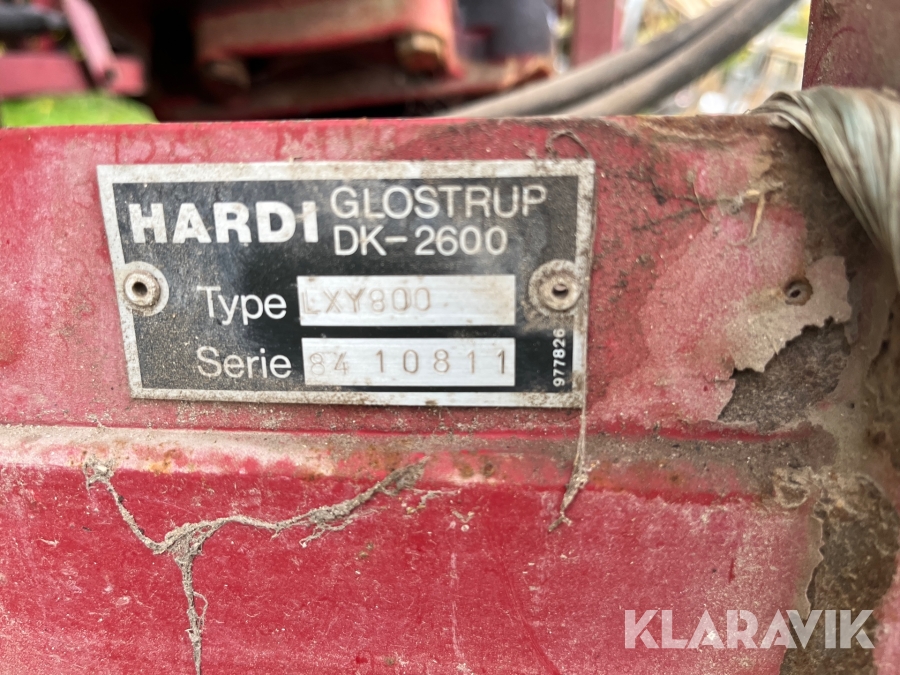 HARDI GLOSTRUP
DK-2600
Type LXY800
Serie 84 10811
977826
KLARAVIK